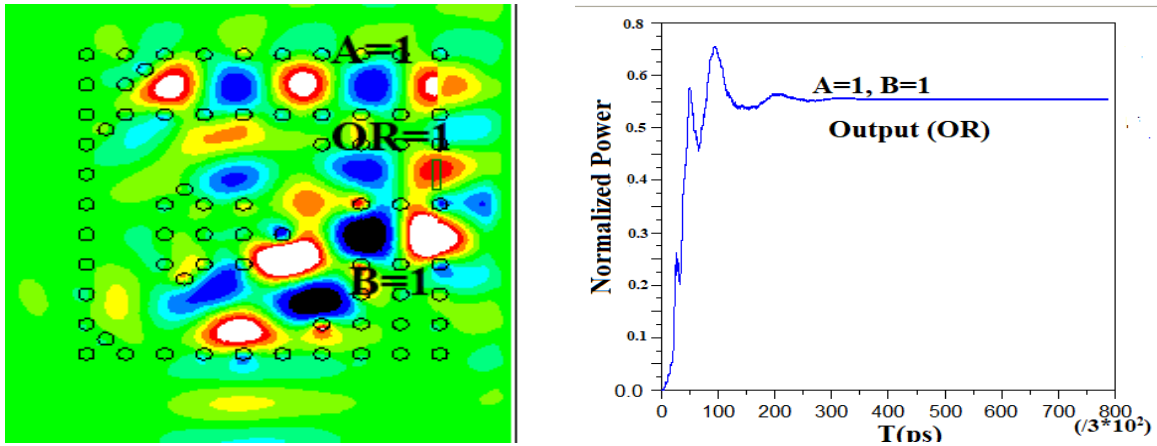 A=1
OR=1
B=1
Normalized Power
0.8
0.6
0.5
0.4
0.3
0.2
0.1
0.0
A=1, B=1
Output (OR)
0 100 200 300 400 500 600 700 800
T(ps)
(/3*10²)